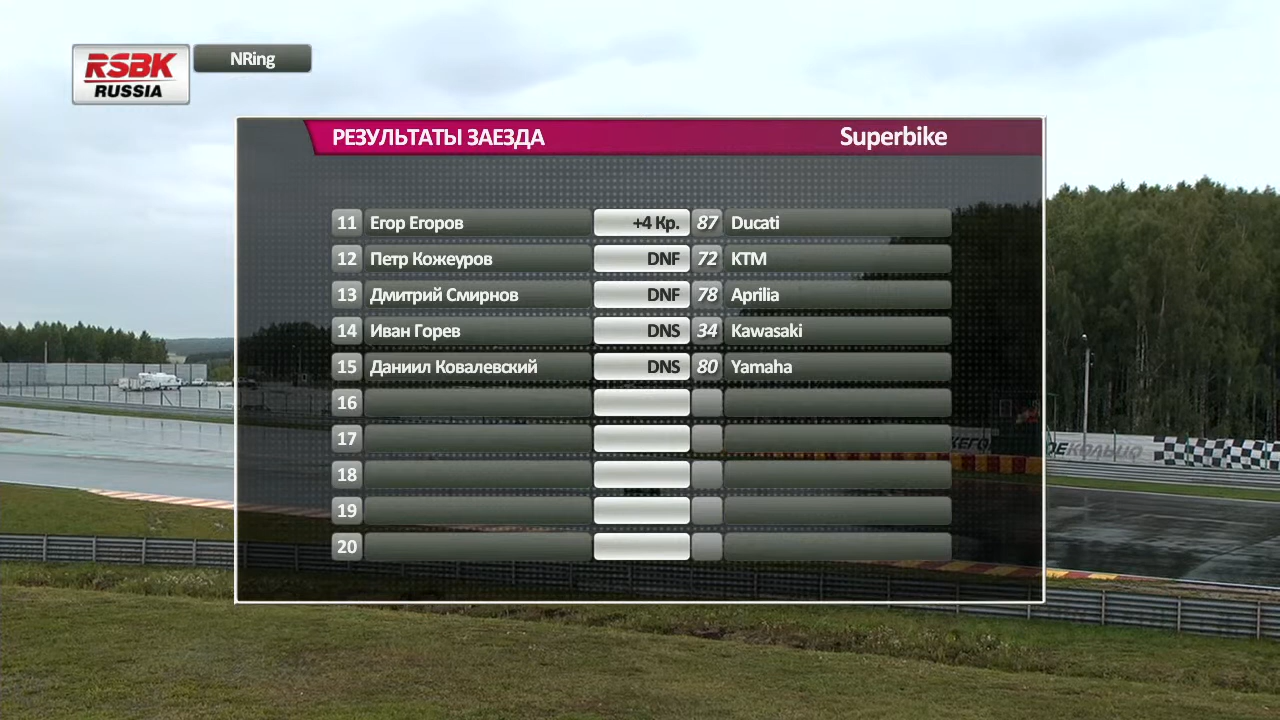 RSBK
RUSSIA
NRing
РЕЗУЛЬТАТЫ ЗАЕЗДА Superbike
11 Егор Егоров +4 Кр. 87 Ducati
12 Петр Кожеуров DNF 72 KTM
13 Дмитрий Смирнов DNF 78 Aprilia
14 Иван Горев DNS 34 Kawasaki
15 Даниил Ковалевский DNS 80 Yamaha
16
17
18
19
20
КОЛЬЦО